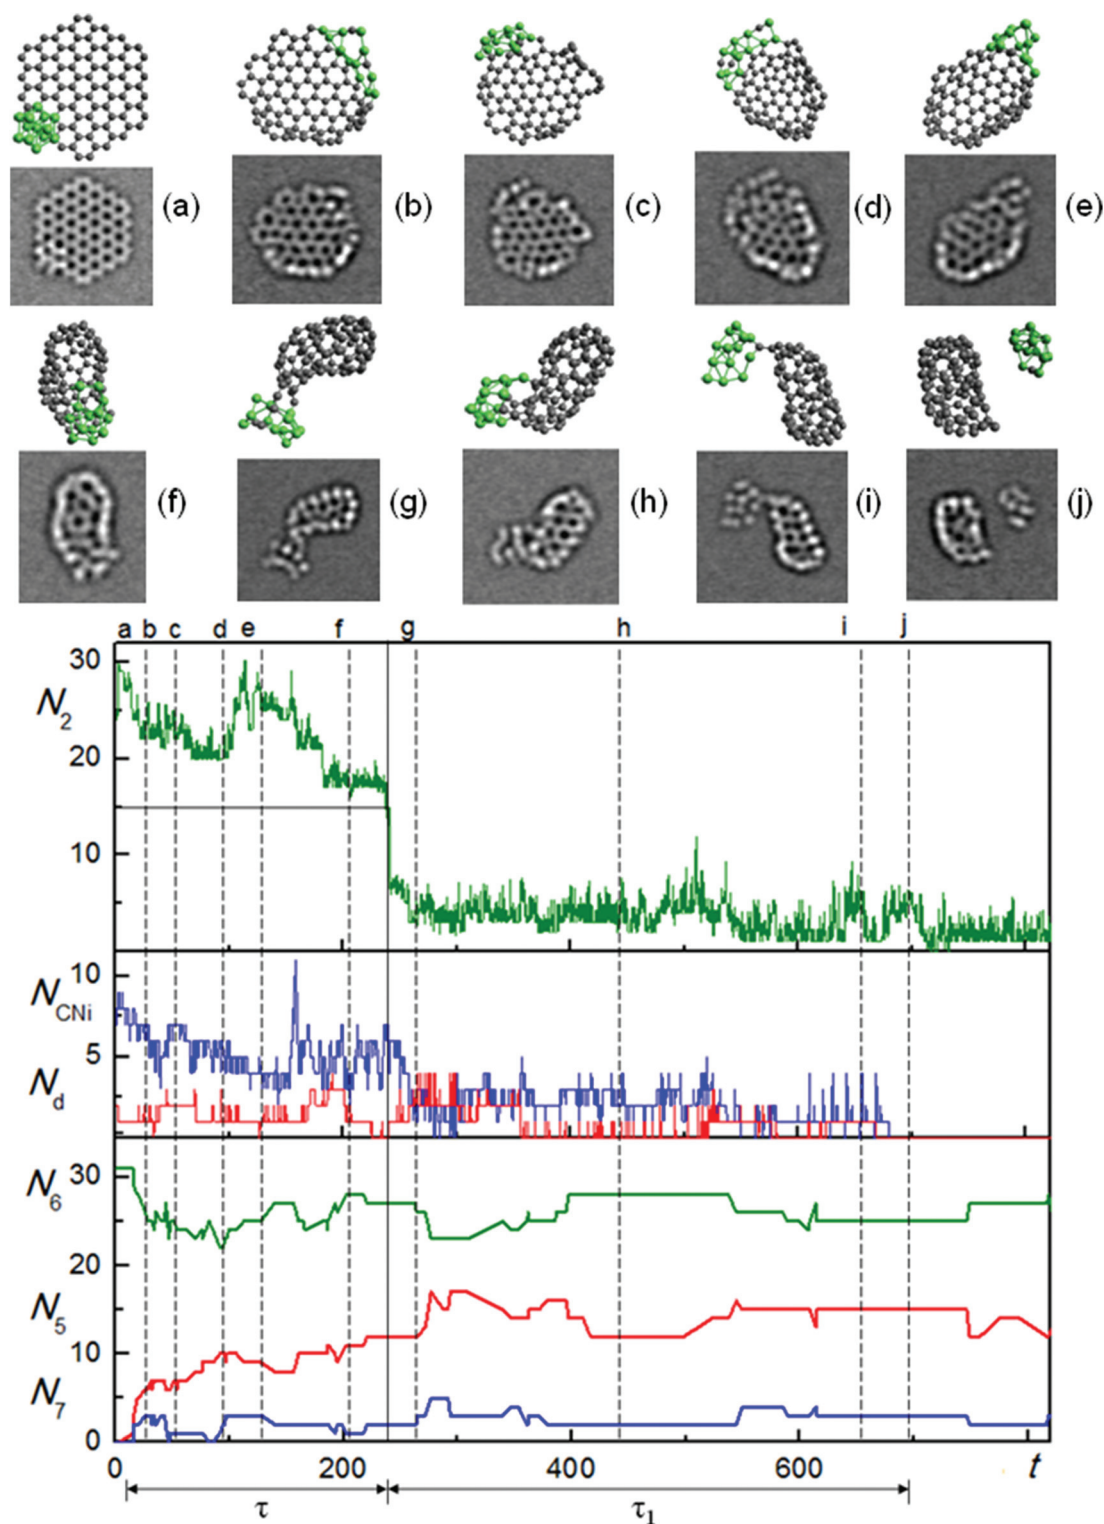 (a) (b) (c) (d) (e)
(f) (g) (h) (i) (j)
a b c d e f g h i j
30
N2
20
10
10
NCNi
5
Nd
30
N6
20
N5
10
N7
0
0 200 400 600 t
τ τ1